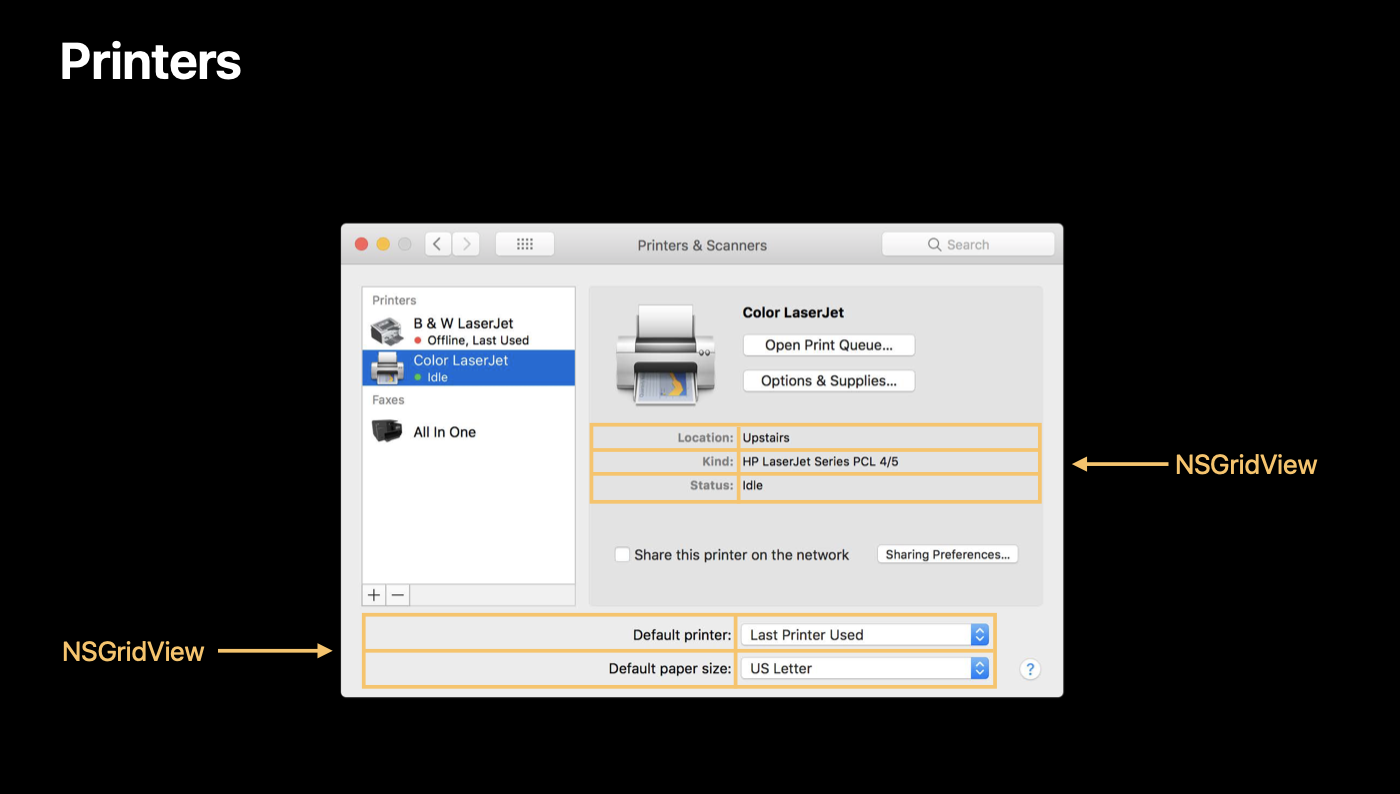 Printers
Printers & Scanners
Search
Printers
B & W LaserJet
Offline, Last Used
Color LaserJet
Idle
Faxes
All In One
Color LaserJet
Open Print Queue...
Options & Supplies...
Location: Upstairs
Kind: HP LaserJet Series PCL 4/5
Status: Idle
NSGridView
Share this printer on the network
Sharing Preferences...
+ −
NSGridView
Default printer: Last Printer Used
Default paper size: US Letter
?